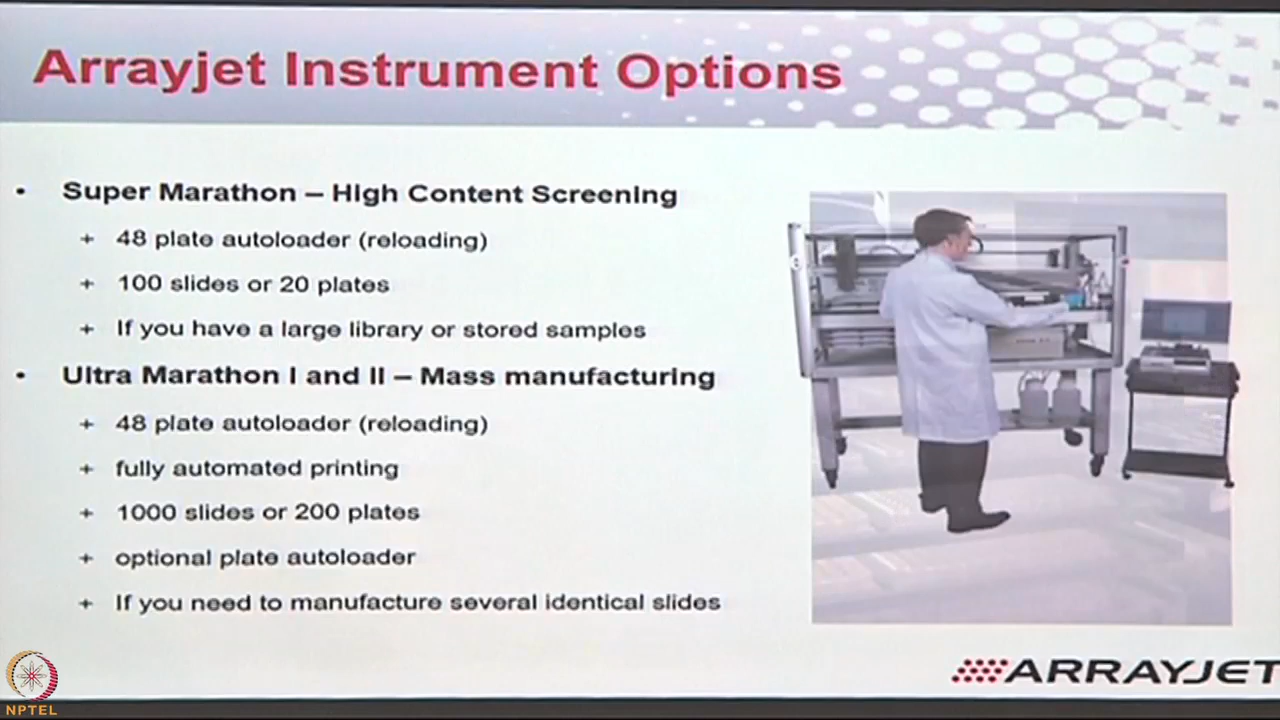 Arrayjet Instrument Options
• Super Marathon – High Content Screening
+ 48 plate autoloader (reloading)
+ 100 slides or 20 plates
+ If you have a large library or stored samples
• Ultra Marathon I and II – Mass manufacturing
+ 48 plate autoloader (reloading)
+ fully automated printing
+ 1000 slides or 200 plates
+ optional plate autoloader
+ If you need to manufacture several identical slides
ARRAYJET
NPTEL